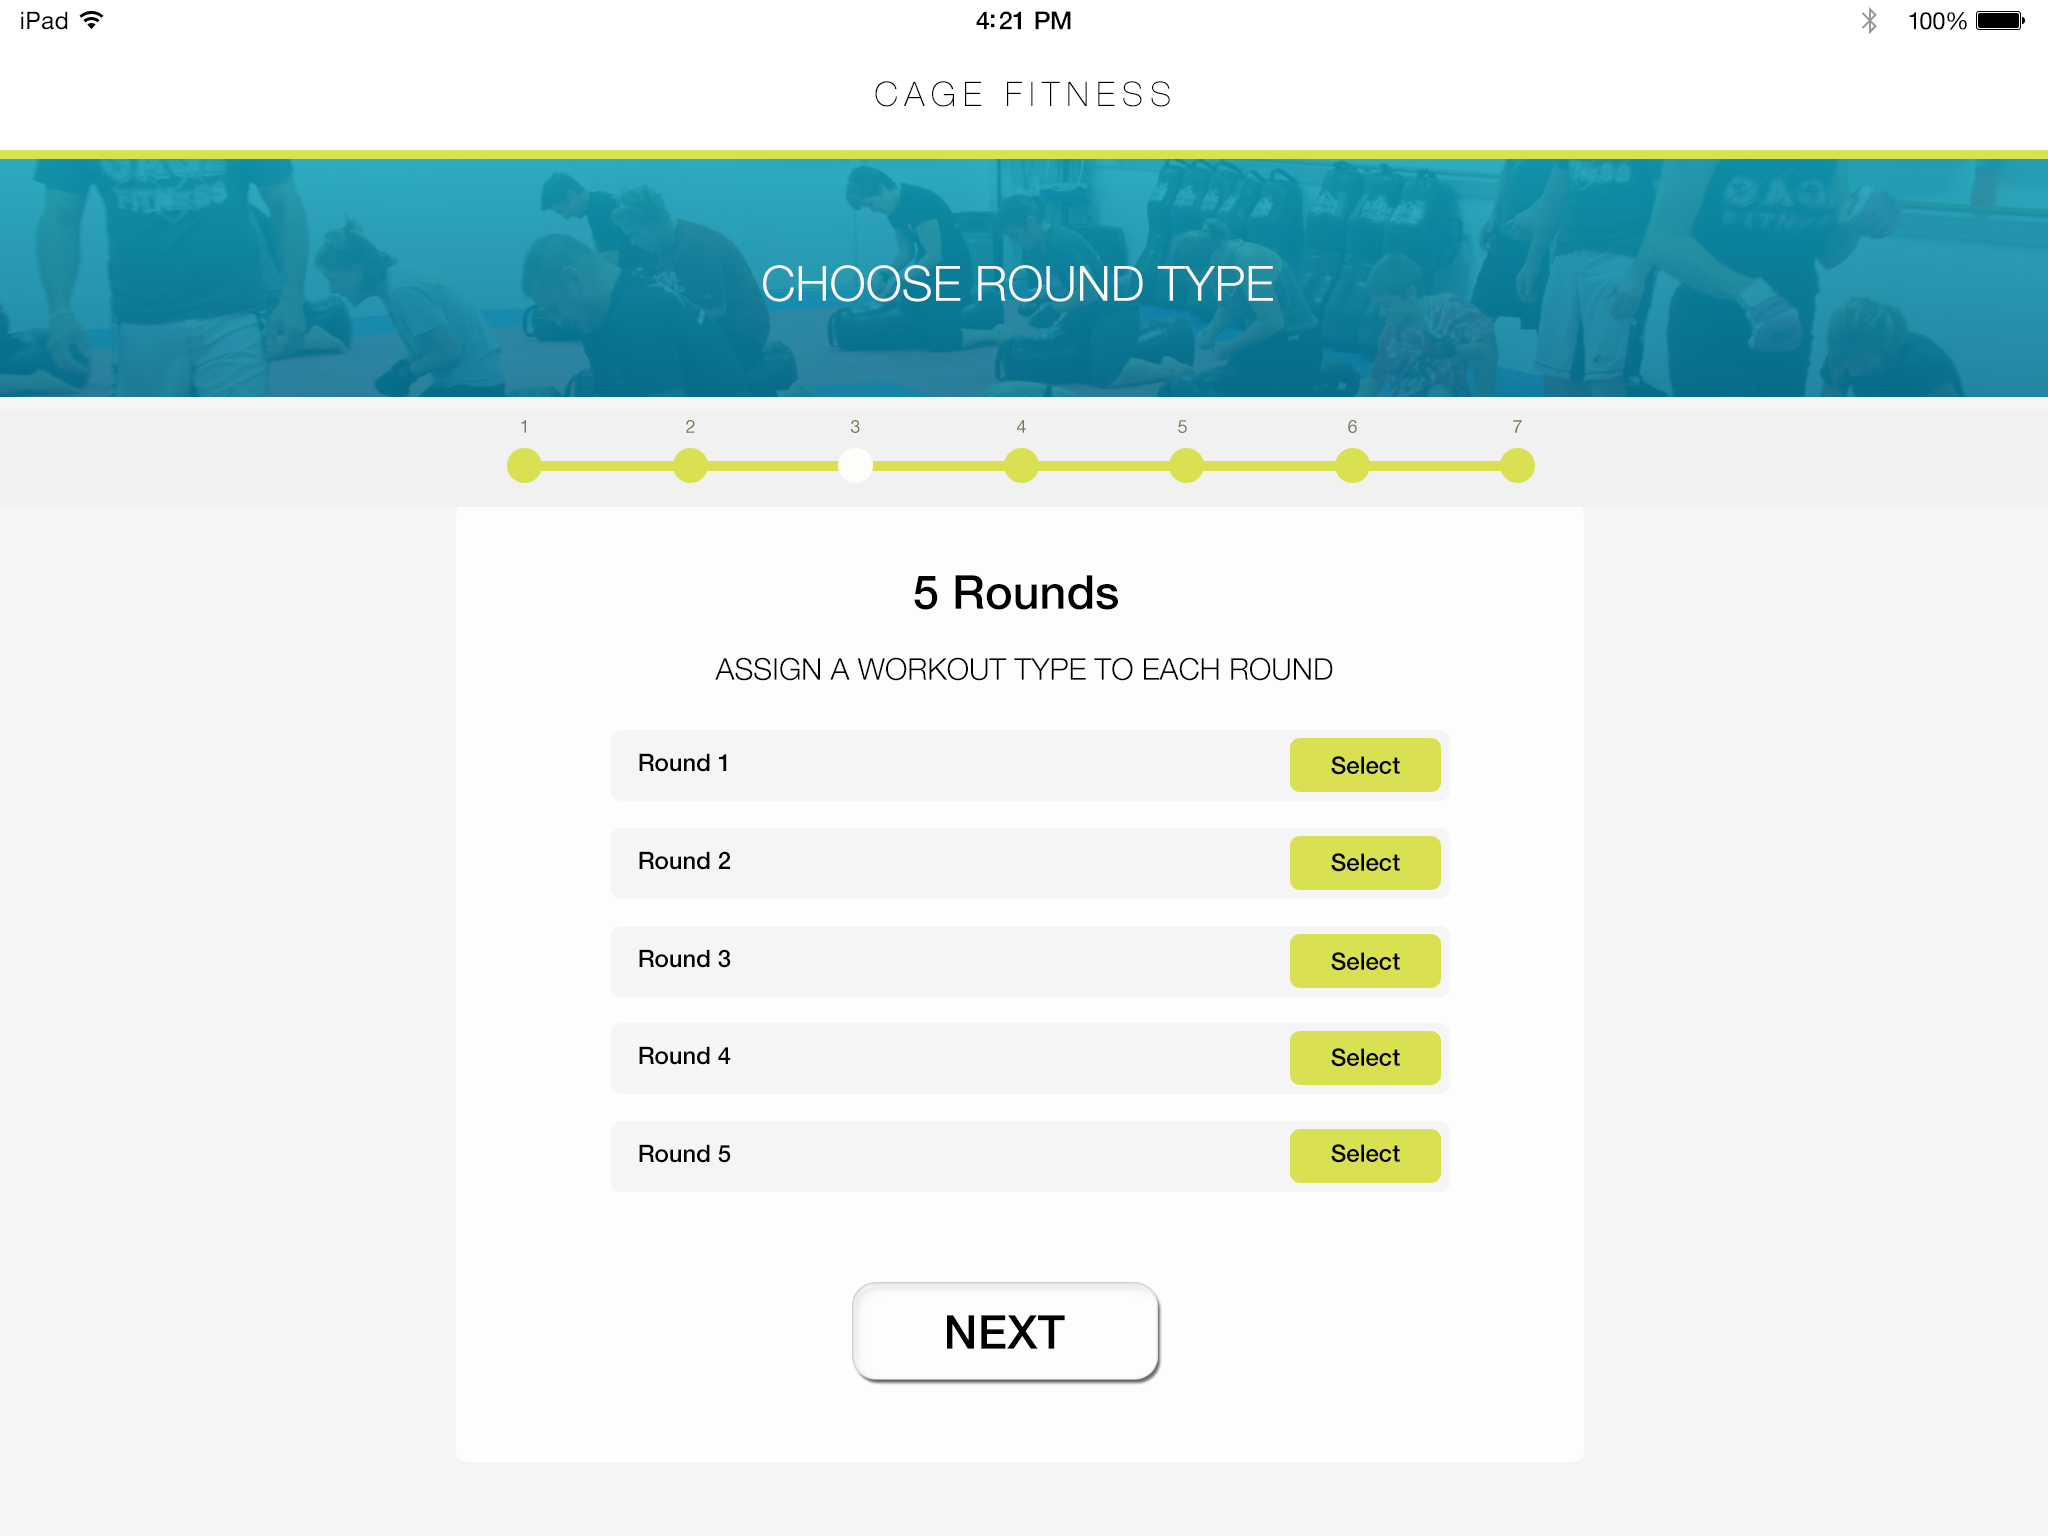 iPad 4:21 PM 100%
CAGE FITNESS
CHOOSE ROUND TYPE
1 2 3 4 5 6 7
5 Rounds
ASSIGN A WORKOUT TYPE TO EACH ROUND
Round 1 Select
Round 2 Select
Round 3 Select
Round 4 Select
Round 5 Select
NEXT